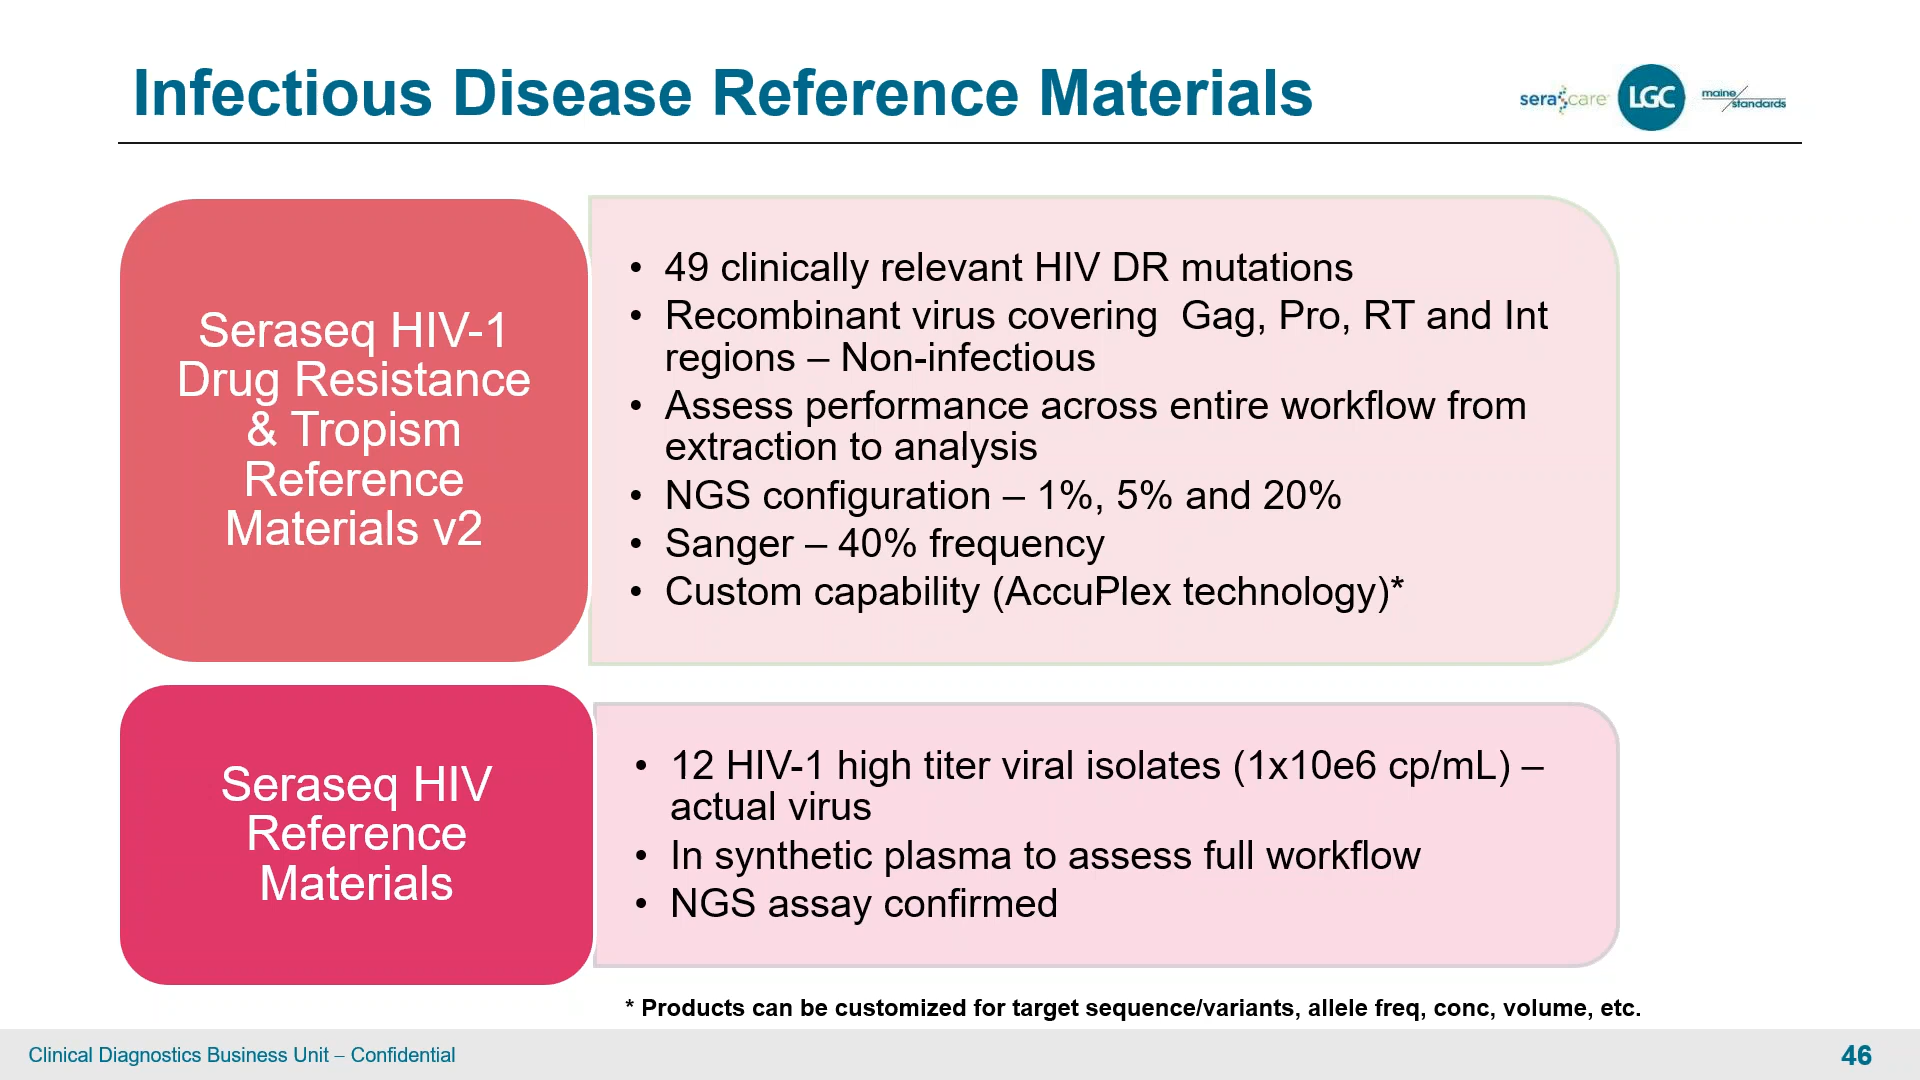 Infectious Disease Reference Materials
seracare
LGC
maine
standards
Seraseq HIV-1
Drug Resistance
& Tropism
Reference
Materials v2
• 49 clinically relevant HIV DR mutations
• Recombinant virus covering  Gag, Pro, RT and Int
regions – Non-infectious
• Assess performance across entire workflow from
extraction to analysis
• NGS configuration – 1%, 5% and 20%
• Sanger – 40% frequency
• Custom capability (AccuPlex technology)*
Seraseq HIV
Reference
Materials
• 12 HIV-1 high titer viral isolates (1x10e6 cp/mL) –
actual virus
• In synthetic plasma to assess full workflow
• NGS assay confirmed
* Products can be customized for target sequence/variants, allele freq, conc, volume, etc.
Clinical Diagnostics Business Unit – Confidential
46